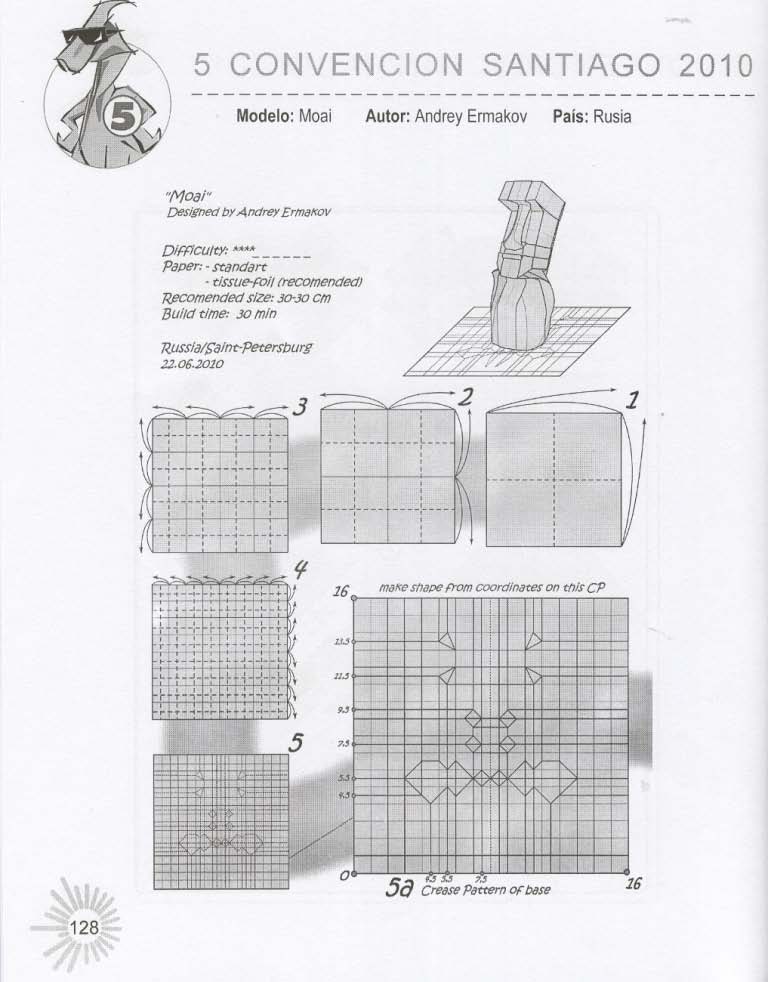 5 CONVENCION SANTIAGO 2010
5
Modelo: Moai Autor: Andrey Ermakov País: Rusia
"Moai"
Designed by Andrey Ermakov
Difficulty: ****_ _ _ _ _ _
Paper: - standart
- tissue-foil (recomended)
Recomended size: 30-30 cm
Build time: 30 min
Russia/Saint-Petersburg
22.06.2010
3
2
1
4
16
make shape from coordinates on this CP
13.5
11.5
9.5
7.5
5.5
4.5
5
0
4.5 5.5 7.5
16
5a Crease Pattern of base
128